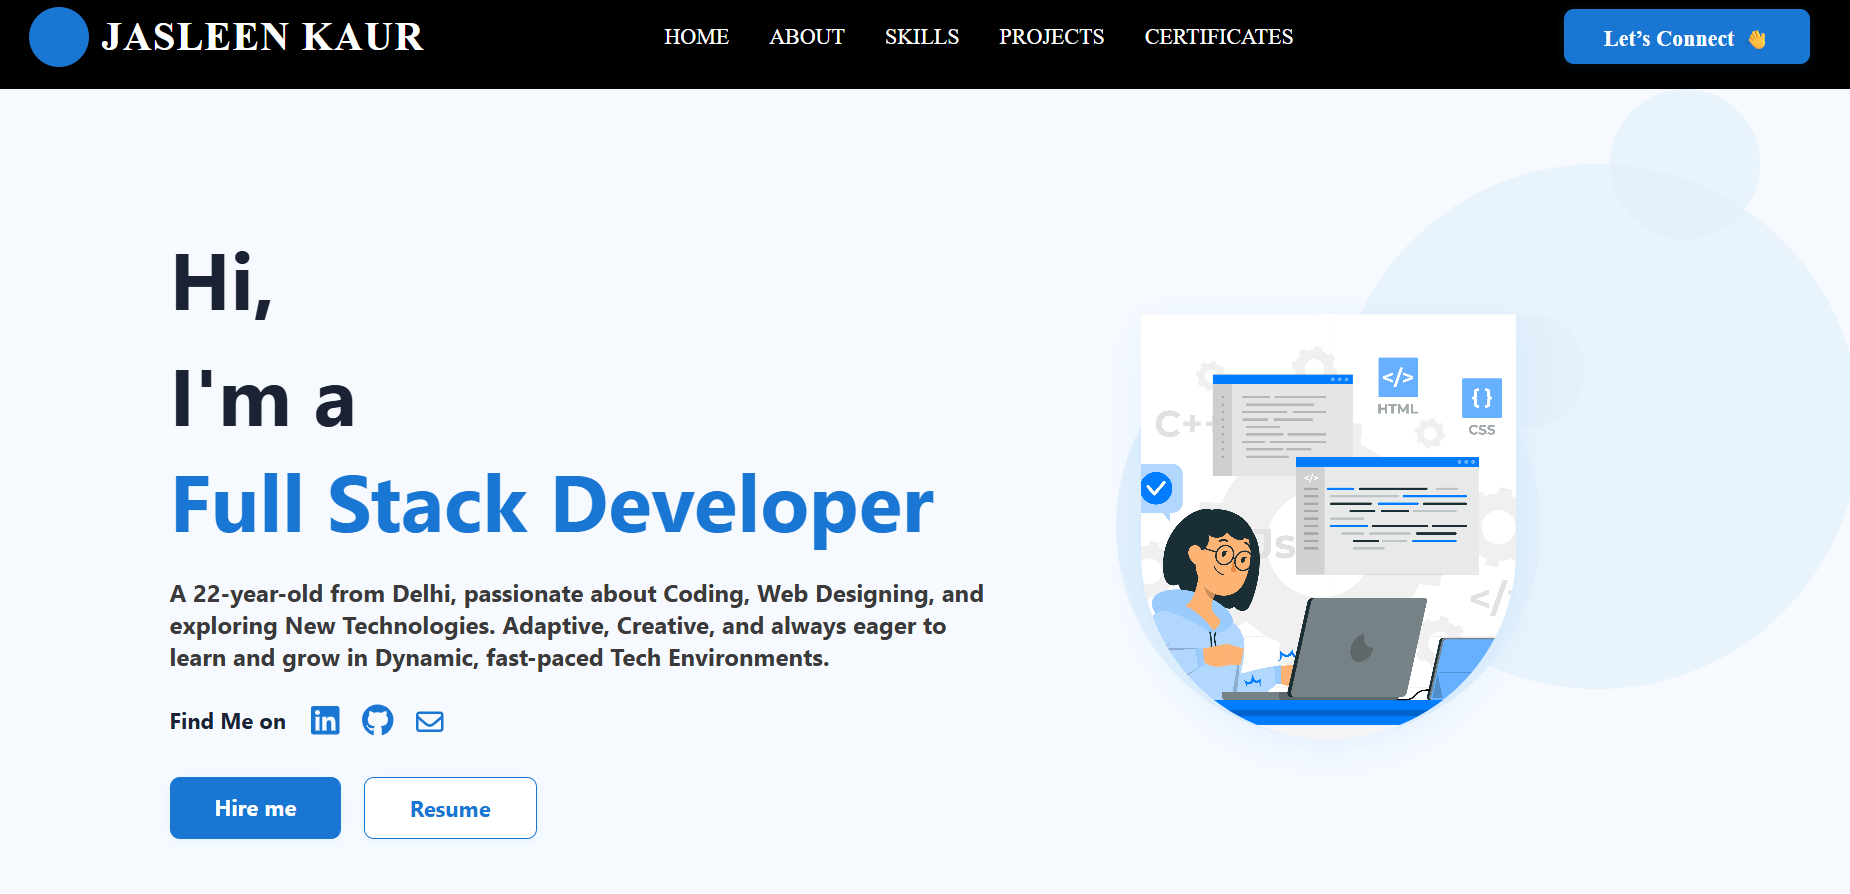 JASLEEN KAUR
HOME ABOUT SKILLS PROJECTS CERTIFICATES
Let’s Connect 👋
Hi,
I'm a
Full Stack Developer
A 22-year-old from Delhi, passionate about Coding, Web Designing, and
exploring New Technologies. Adaptive, Creative, and always eager to
learn and grow in Dynamic, fast-paced Tech Environments.
Find Me on in
Hire me Resume
</>
HTML
{ }
CSS
C++
</>
Js
</